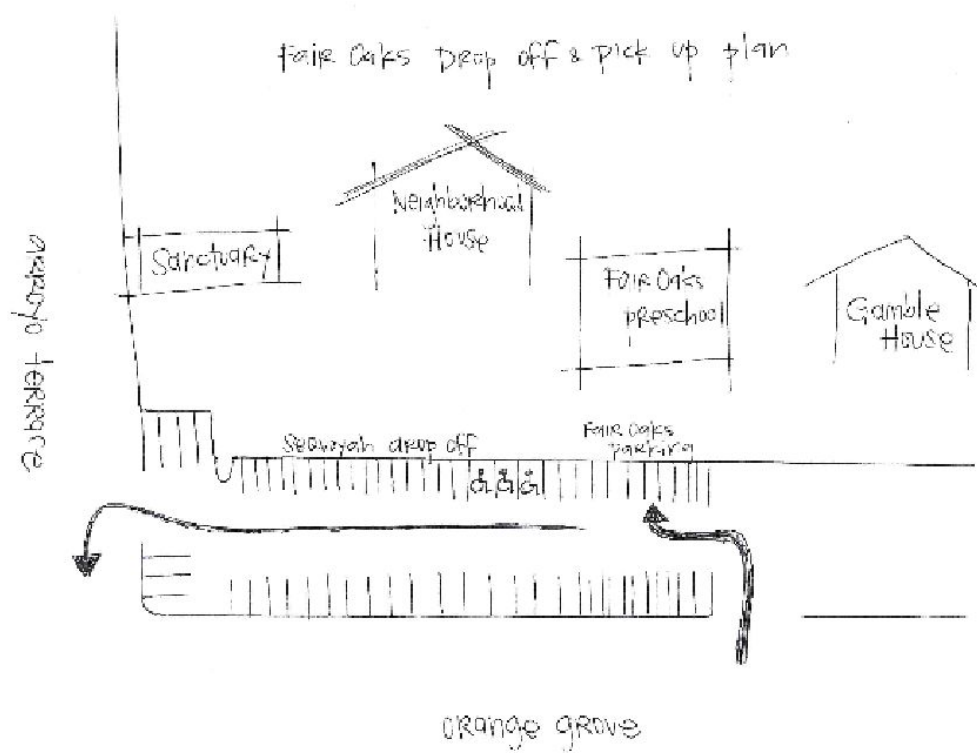 Fair Oaks Drop off & pick up plan
Neighborhood
House
Sanctuary
Fair Oaks
preschool
Gamble
House
arroyo terrace
Sequoyah drop off
Fair Oaks
parking
orange grove